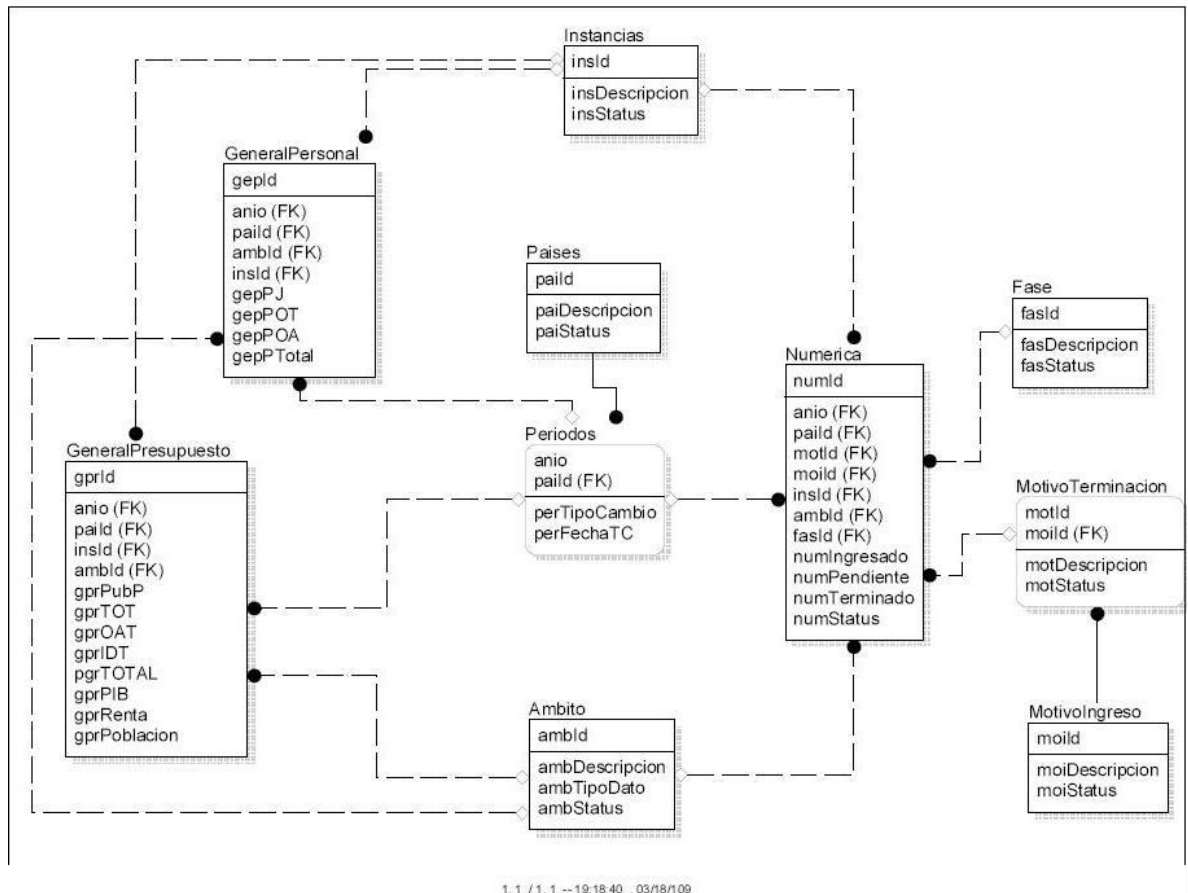 Instancias
insId
insDescripcion
insStatus
GeneralPersonal
gepId
anio (FK)
paiId (FK)
ambId (FK)
insId (FK)
gepPJ
gepPOT
gepPOA
gepPTotal
Paises
paiId
paiDescripcion
paiStatus
Fase
fasId
fasDescripcion
fasStatus
Numerica
numId
anio (FK)
paiId (FK)
motId (FK)
moiId (FK)
insId (FK)
ambId (FK)
fasId (FK)
numIngresado
numPendiente
numTerminado
numStatus
Periodos
anio
paiId (FK)
perTipoCambio
perFechaTC
GeneralPresupuesto
gprId
anio (FK)
paiId (FK)
insId (FK)
ambId (FK)
gprPubP
gprTOT
gprOAT
gprIDT
pgrTOTAL
gprPIB
gprRenta
gprPoblacion
MotivoTerminacion
motId
moiId (FK)
motDescripcion
motStatus
Ambito
ambId
ambDescripcion
ambTipoDato
ambStatus
MotivoIngreso
moiId
moiDescripcion
moiStatus
1, 1 / 1, 1 -- 19:18:40 , 03/18/109